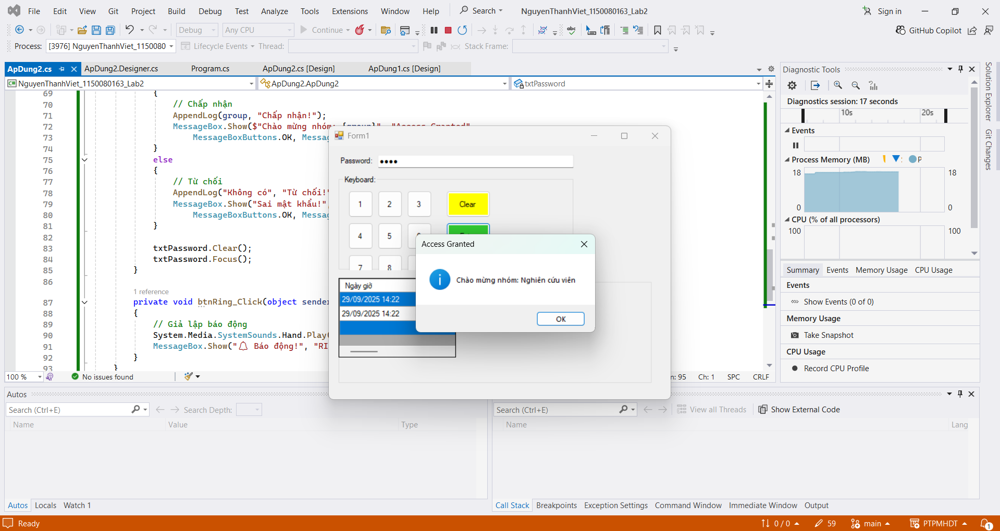 File Edit View Git Project Build Debug Test Analyze Tools Extensions Window Help Search NguyenThanhViet_1150080163_Lab2 Sign in
Debug Any CPU Continue GitHub Copilot
Process: [3976] NguyenThanhViet_1150080 Lifecycle Events Thread: Stack Frame:
ApDung2.cs ApDung2.Designer.cs Program.cs ApDung2.cs [Design] ApDung1.cs [Design]
NguyenThanhViet_1150080163_Lab2 ApDung2.ApDung2 txtPassword
69 {
70 // Chấp nhận
71 AppendLog(group, "Chấp nhận!");
72 MessageBox.Show($"Chào mừng nhóm: {group}", "Access Granted",
73 MessageBoxButtons.OK, Messa
74 }
75 else
76 {
77 // Từ chối
78 AppendLog("Không có", "Từ chối!"
79 MessageBox.Show("Sai mật khẩu!",
80 MessageBoxButtons.OK, Messa
81 }
82
83 txtPassword.Clear();
84 txtPassword.Focus();
85 }
86
1 reference
87 private void btnRing_Click(object sender
88 {
89 // Giả lập báo động
90 System.Media.SystemSounds.Hand.Play(
91 MessageBox.Show("🔔 Báo động!", "RI
92 }
93 }
100 % No issues found
Ln: 95 Ch: 1 SPC CRLF
Form1
Password: ●●●●
Keyboard:
1 2 3 Clear
4 5
7 8
Ngày giờ
29/09/2025 14:22
29/09/2025 14:22
Access Granted
Chào mừng nhóm: Nghiên cứu viên
OK
Diagnostic Tools
Diagnostics session: 17 seconds
10s 20s
Events
Process Memory (MB) P
18 18
0 0
CPU (% of all processors)
100 100
Summary Events Memory Usage CPU Usage
Events
Show Events (0 of 0)
Memory Usage
Take Snapshot
CPU Usage
Record CPU Profile
Solution Explorer
Git Changes
Autos
Search (Ctrl+E) Search Depth:
Name Value Type
Autos Locals Watch 1
Search (Ctrl+E) View all Threads Show External Code
Name Lang
Call Stack Breakpoints Exception Settings Command Window Immediate Window Output
Ready 0 / 0 59 main PTPMHDT 1